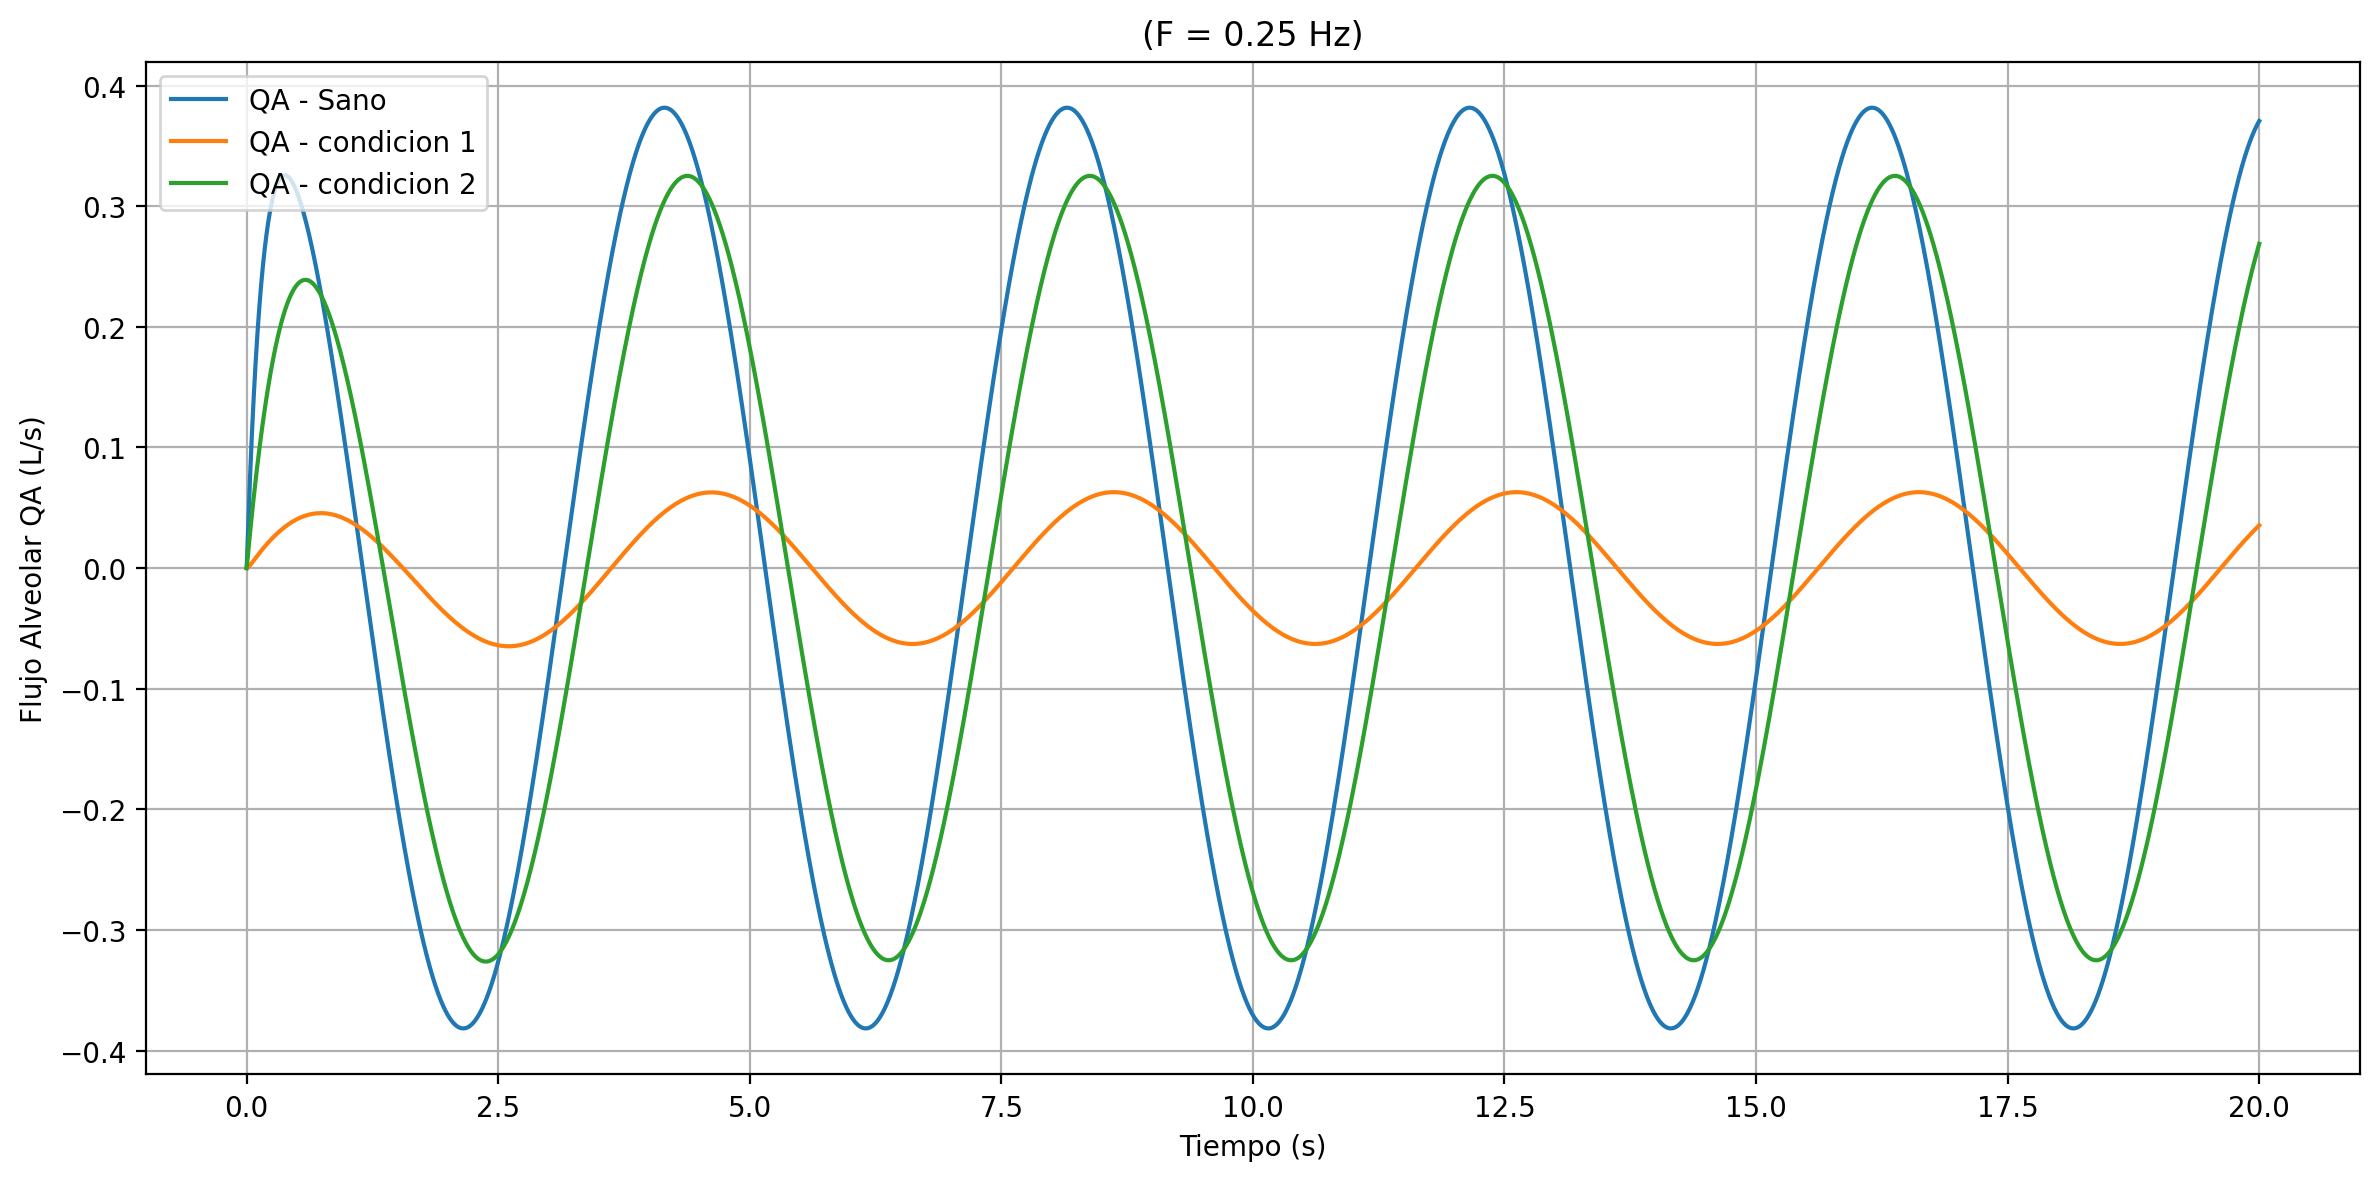 (F = 0.25 Hz)
QA - Sano
QA - condicion 1
QA - condicion 2
Flujo Alveolar QA (L/s)
0.4
0.3
0.2
0.1
0.0
−0.1
−0.2
−0.3
−0.4
0.0 2.5 5.0 7.5 10.0 12.5 15.0 17.5 20.0
Tiempo (s)